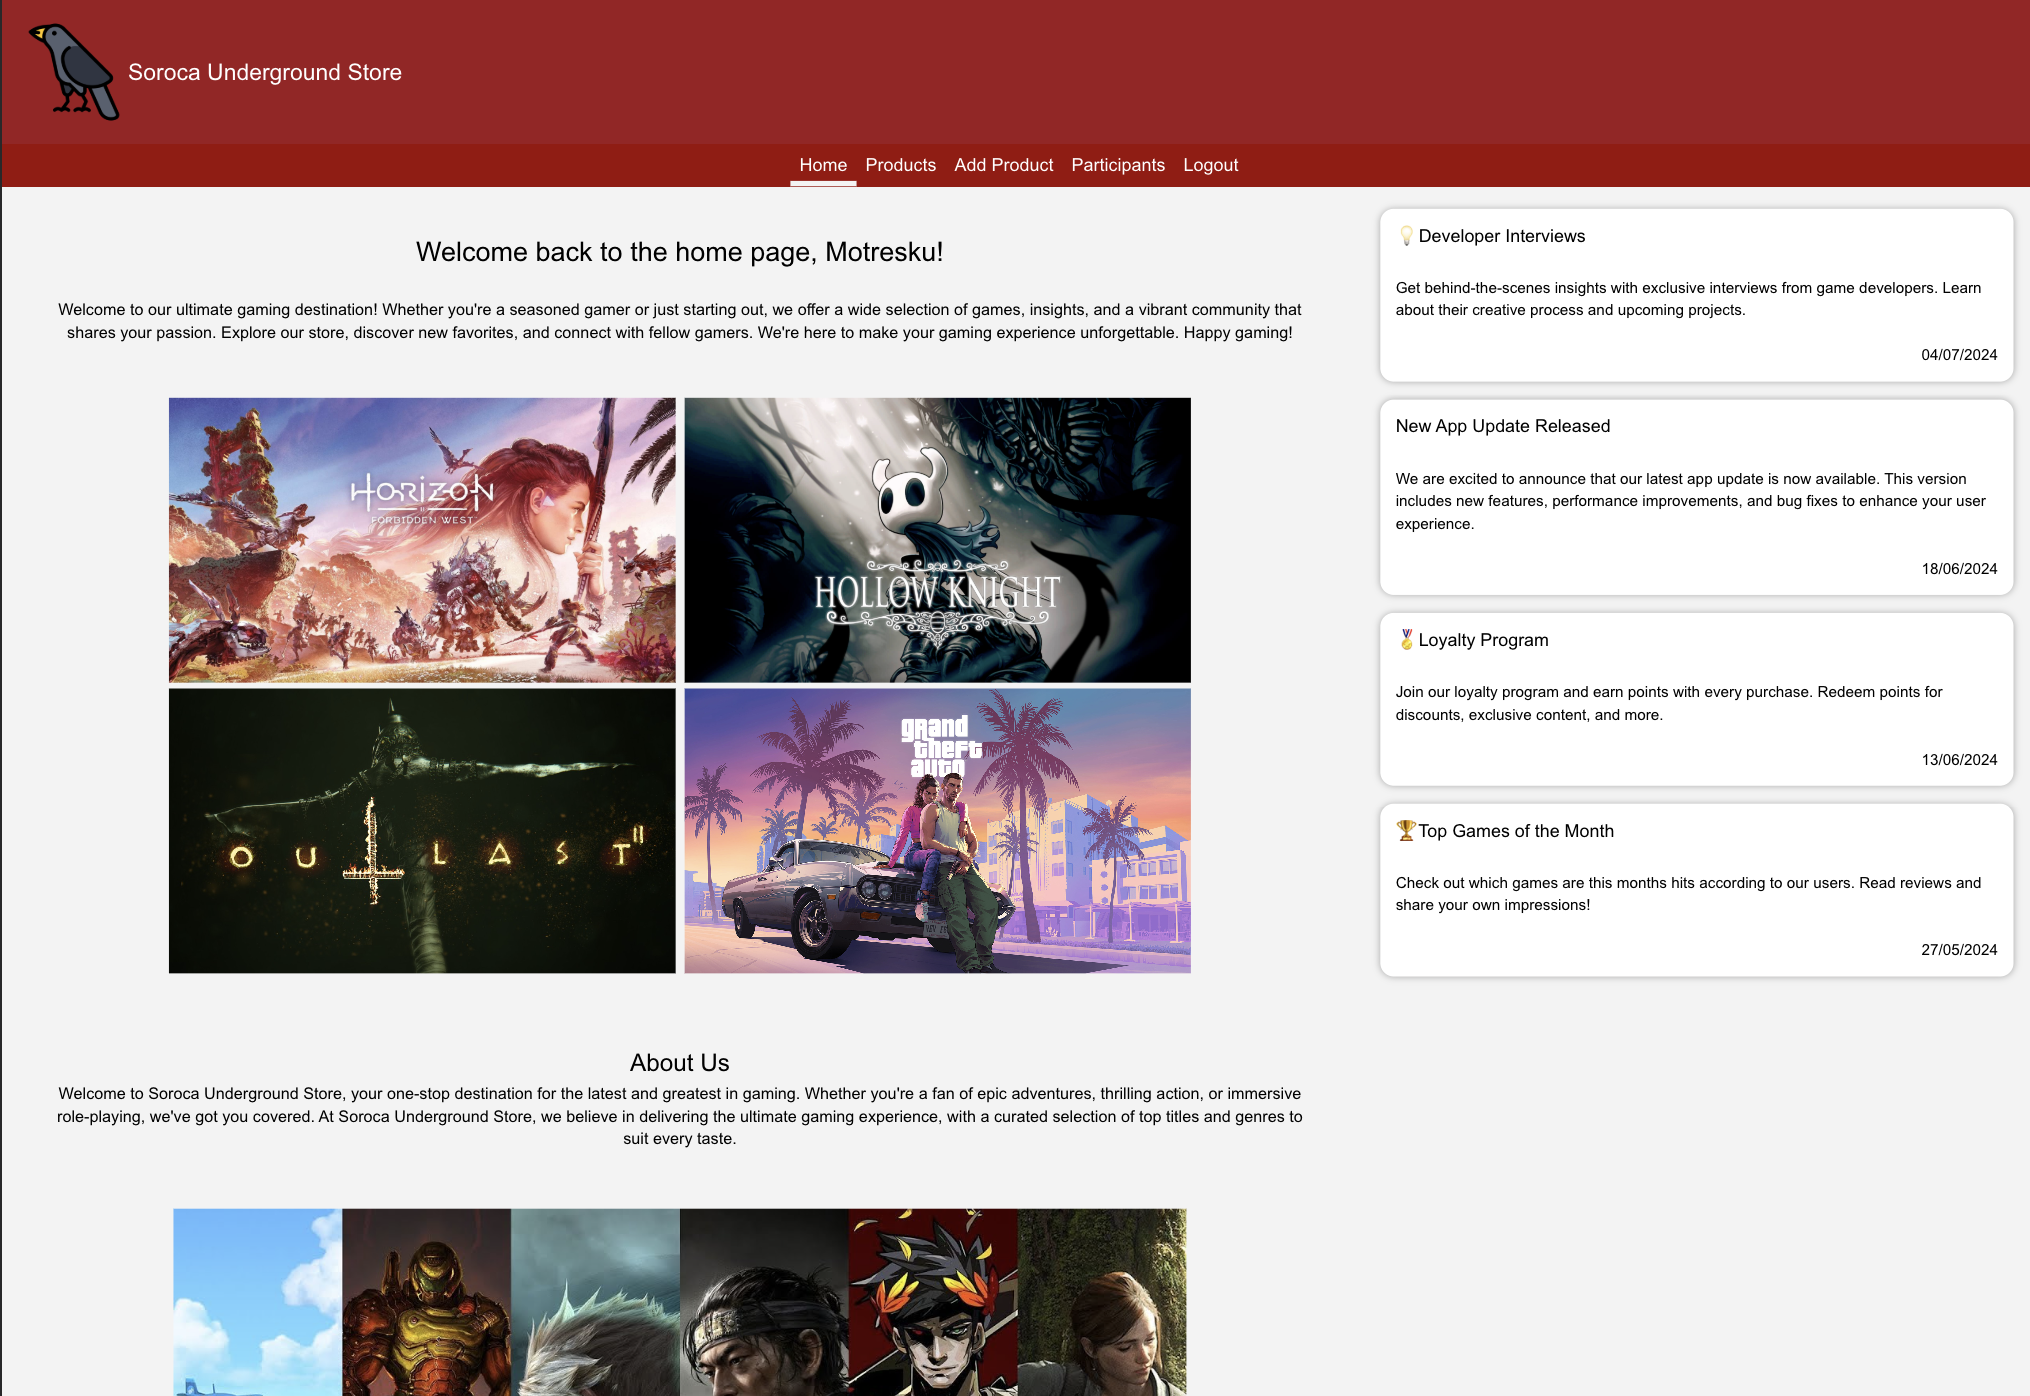 Soroca Underground Store
Home Products Add Product Participants Logout
Welcome back to the home page, Motresku!
Welcome to our ultimate gaming destination! Whether you're a seasoned gamer or just starting out, we offer a wide selection of games, insights, and a vibrant community that
shares your passion. Explore our store, discover new favorites, and connect with fellow gamers. We're here to make your gaming experience unforgettable. Happy gaming!
HORIZON
FORBIDDEN WEST
HOLLOW KNIGHT
OUTLAST II
grand
theft
auto
About Us
Welcome to Soroca Underground Store, your one-stop destination for the latest and greatest in gaming. Whether you're a fan of epic adventures, thrilling action, or immersive
role-playing, we've got you covered. At Soroca Underground Store, we believe in delivering the ultimate gaming experience, with a curated selection of top titles and genres to
suit every taste.
💡Developer Interviews
Get behind-the-scenes insights with exclusive interviews from game developers. Learn
about their creative process and upcoming projects.
04/07/2024
New App Update Released
We are excited to announce that our latest app update is now available. This version
includes new features, performance improvements, and bug fixes to enhance your user
experience.
18/06/2024
🏅Loyalty Program
Join our loyalty program and earn points with every purchase. Redeem points for
discounts, exclusive content, and more.
13/06/2024
🏆Top Games of the Month
Check out which games are this months hits according to our users. Read reviews and
share your own impressions!
27/05/2024